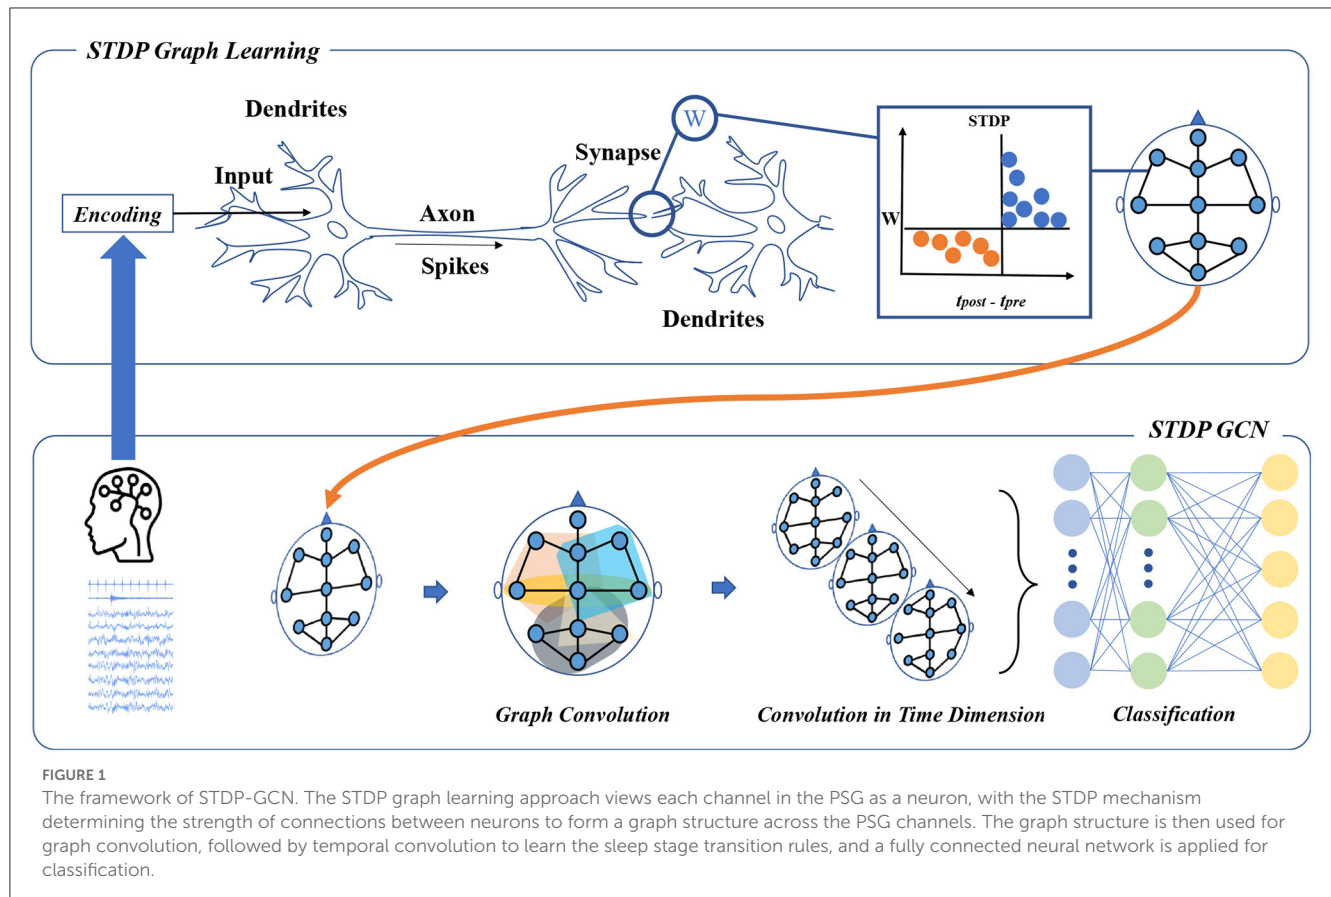 STDP Graph Learning
Dendrites
W
STDP
Synapse
Input
Encoding
Axon
W
Spikes
t_post - t_pre
Dendrites
STDP GCN
Graph Convolution
Convolution in Time Dimension
Classification
FIGURE 1
The framework of STDP-GCN. The STDP graph learning approach views each channel in the PSG as a neuron, with the STDP mechanism
determining the strength of connections between neurons to form a graph structure across the PSG channels. The graph structure is then used for
graph convolution, followed by temporal convolution to learn the sleep stage transition rules, and a fully connected neural network is applied for
classification.